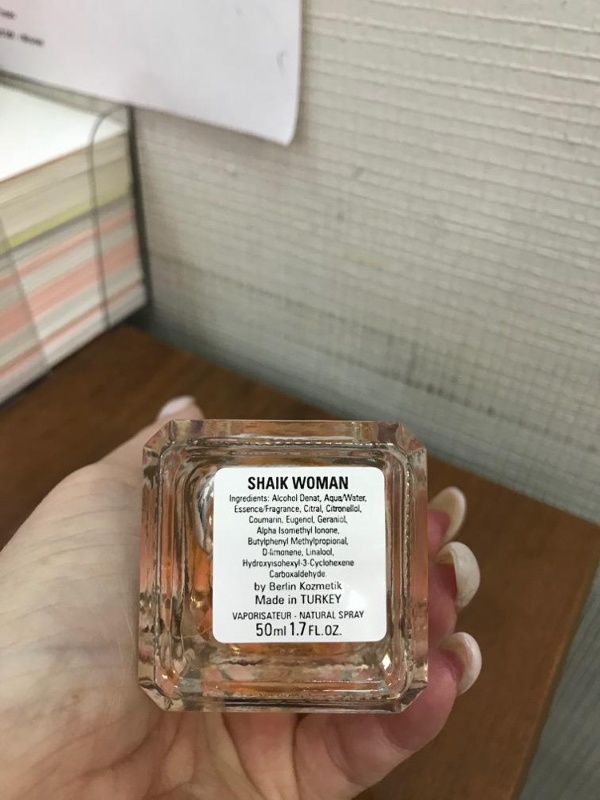 SHAIK WOMAN
Ingredients: Alcohol Denat, Aqua/Water,
Essence/Fragrance, Citral, Citronellol,
Coumarin, Eugenol, Geraniol,
Alpha Isomethyl Ionone,
Butylphenyl Methylpropional,
D-limonene, Linalool,
Hydroxyisohexyl-3-Cyclohexene
Carboxaldehyde
by Berlin Kozmetik
Made in TURKEY
VAPORISATEUR - NATURAL SPRAY
50ml 1.7 FL.OZ.